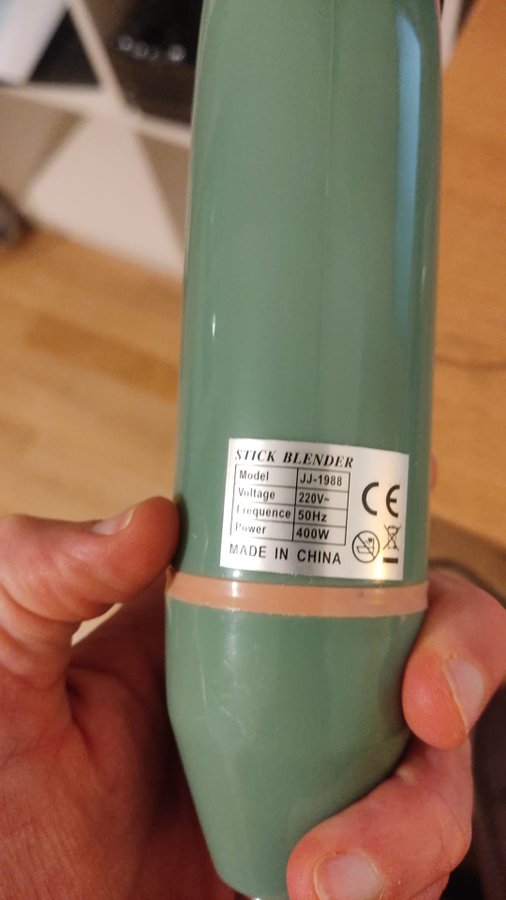 STICK BLENDER
Model JJ-1988
Voltage 220V~
Frequence 50Hz
Power 400W
MADE IN CHINA
CE